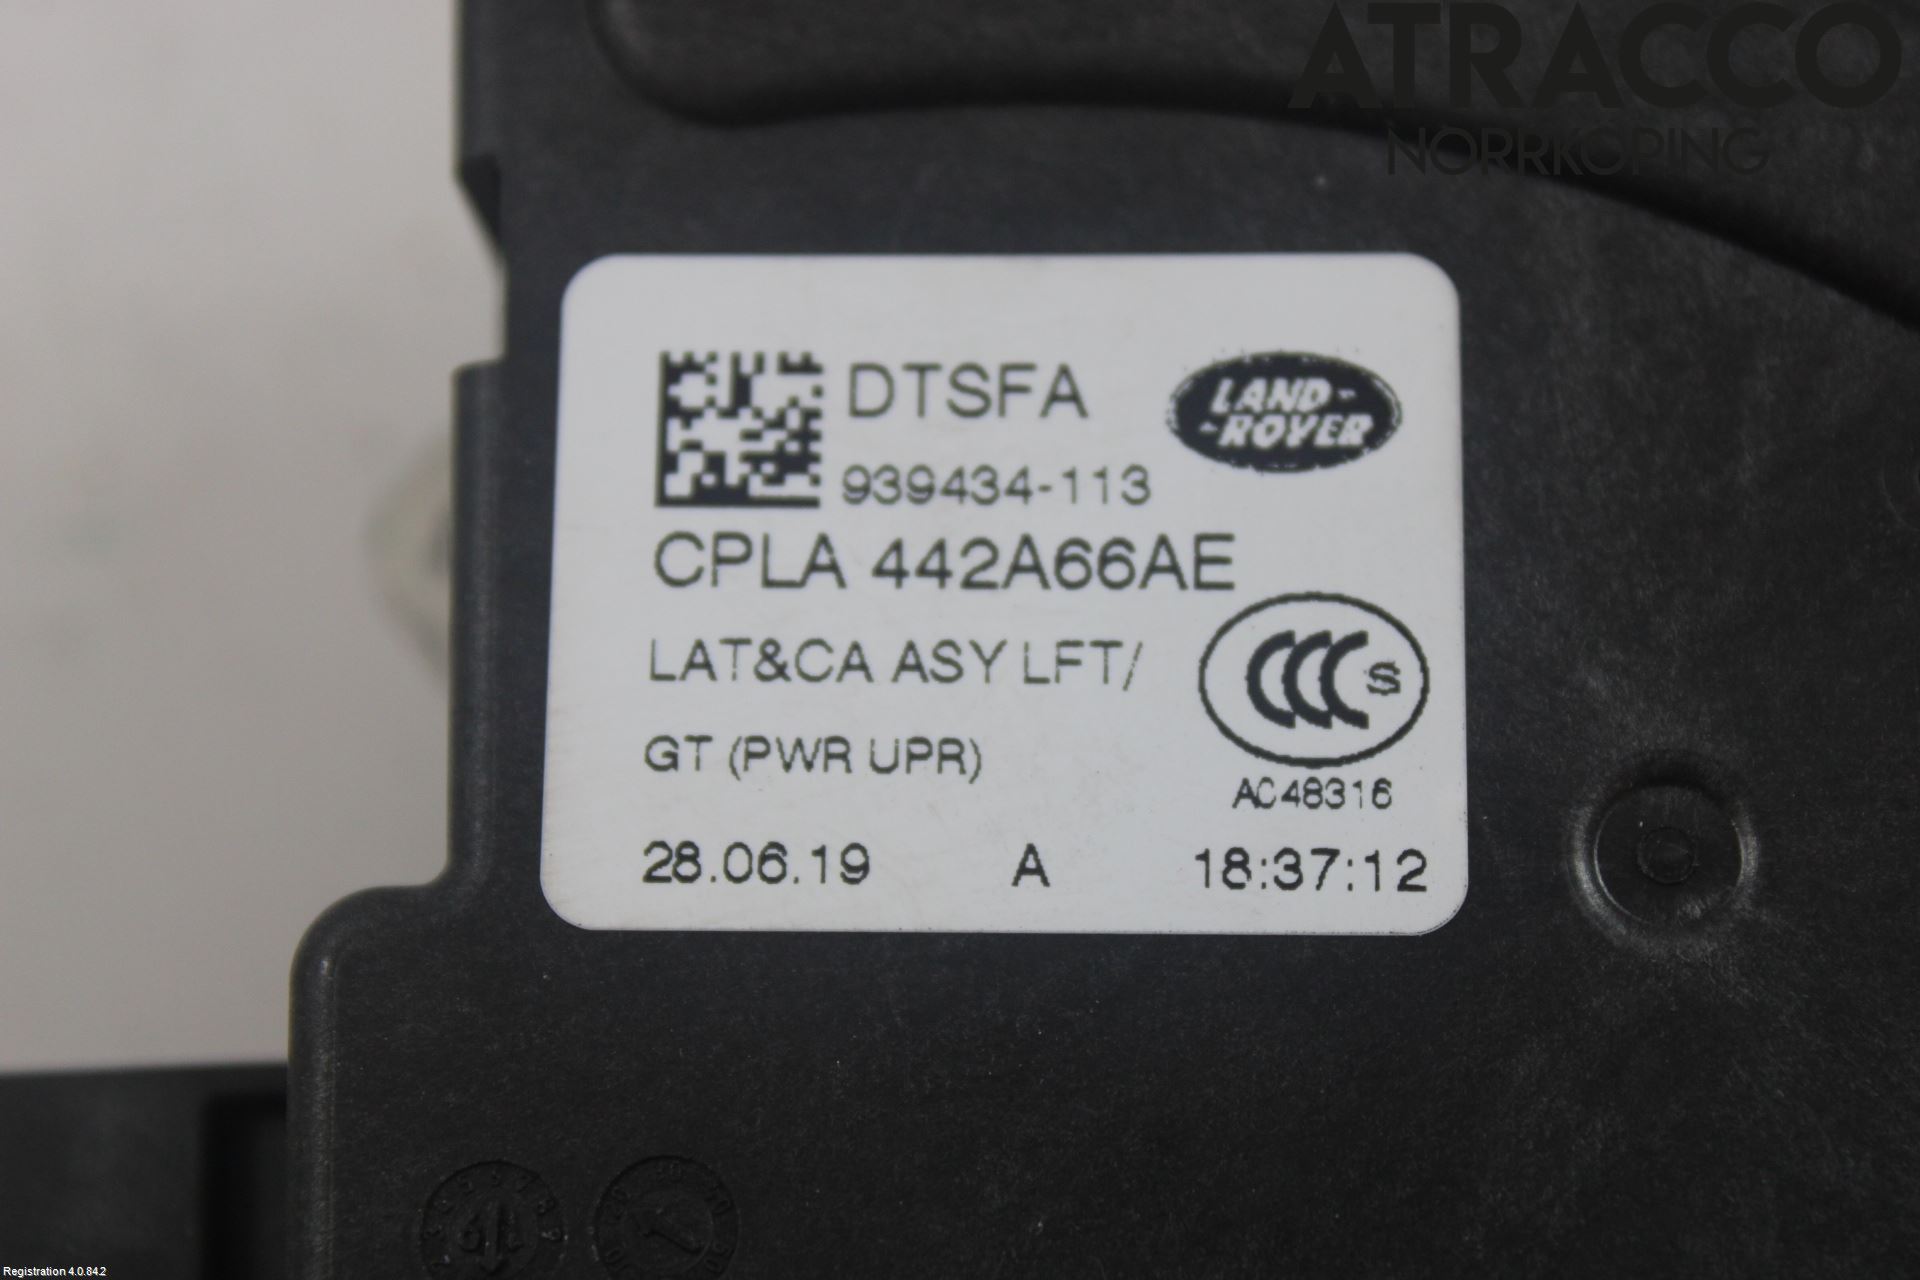 ATRACCO
NORRKÖPING
DTSFA
LAND-
-ROVER
939434-113
CPLA 442A66AE
LAT&CA ASY LFT/
S
GT (PWR UPR)
AC48316
28.06.19 A 18:37:12
Registration 4.0.84.2